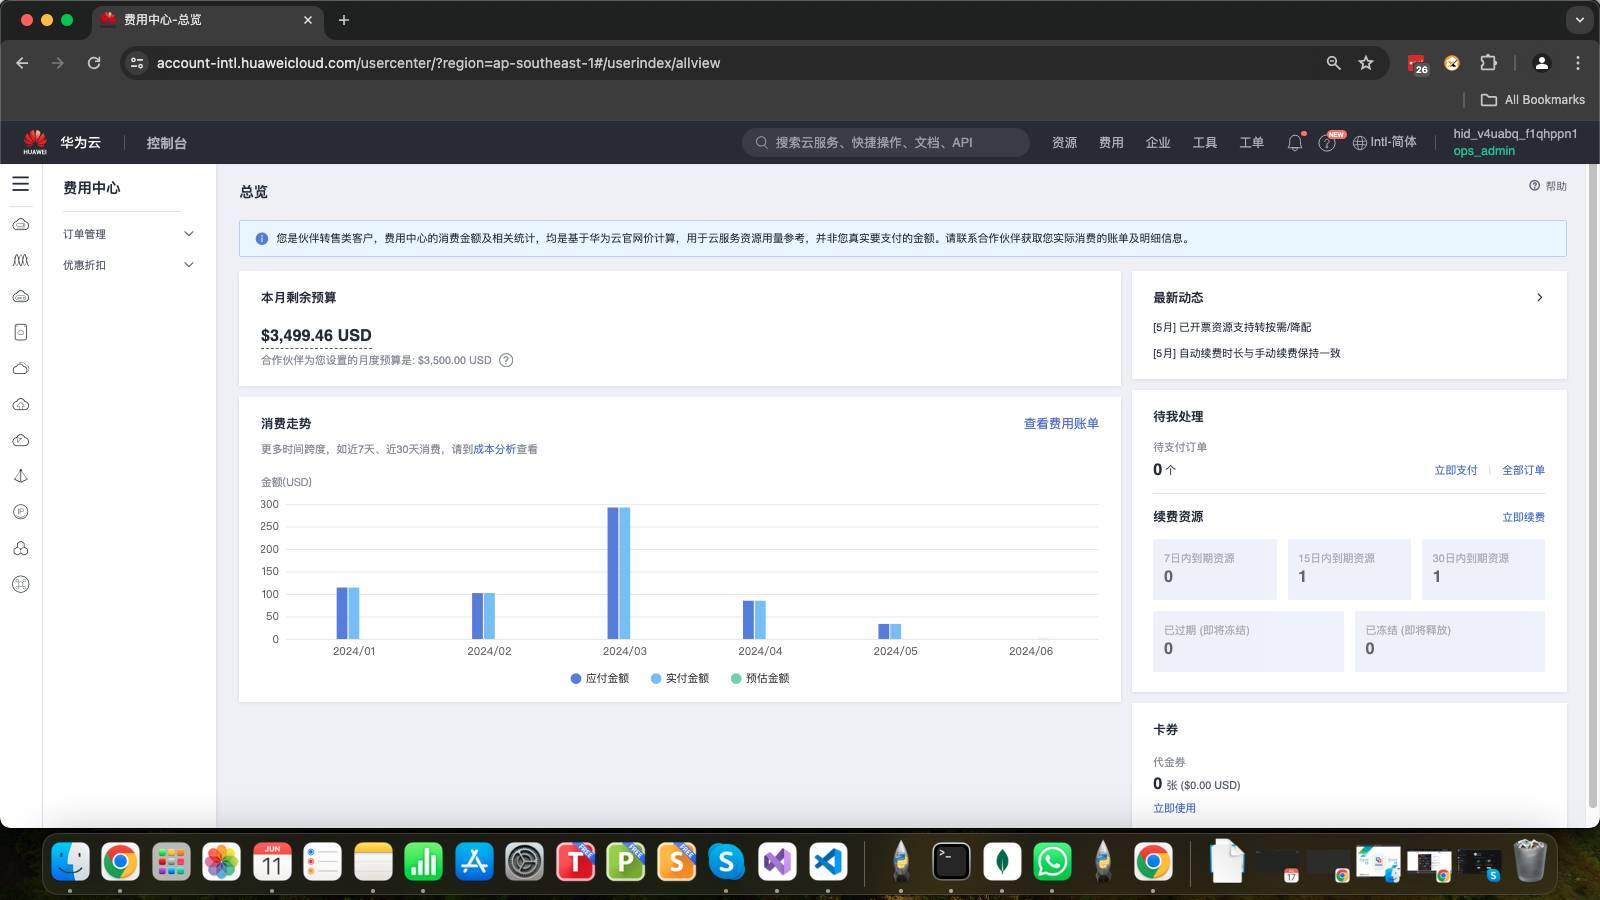 费用中心-总览
account-intl.huaweicloud.com/usercenter/?region=ap-southeast-1#/userindex/allview
26
All Bookmarks
HUAWEI
华为云
控制台
搜索云服务、快捷操作、文档、API
资源
费用
企业
工具
工单
NEW
Intl-简体
hid_v4uabq_f1qhppn1
ops_admin
费用中心
订单管理
优惠折扣
总览
帮助
您是伙伴转售类客户，费用中心的消费金额及相关统计，均是基于华为云官网价计算，用于云服务资源用量参考，并非您真实要支付的金额。请联系合作伙伴获取您实际消费的账单及明细信息。
本月剩余预算
$3,499.46 USD
合作伙伴为您设置的月度预算是: $3,500.00 USD
最新动态
[5月] 已开票资源支持转按需/降配
[5月] 自动续费时长与手动续费保持一致
消费走势
查看费用账单
更多时间跨度，如近7天、近30天消费，请到成本分析查看
金额(USD)
300
250
200
150
100
50
0
2024/01
2024/02
2024/03
2024/04
2024/05
2024/06
应付金额
实付金额
预估金额
待我处理
待支付订单
0 个
立即支付
全部订单
续费资源
立即续费
7日内到期资源
0
15日内到期资源
1
30日内到期资源
1
已过期 (即将冻结)
0
已冻结 (即将释放)
0
卡券
代金券
0 张 ($0.00 USD)
立即使用
IP
JUN
11
T
FREE
P
FREE
S
FREE
S
>_
17
S